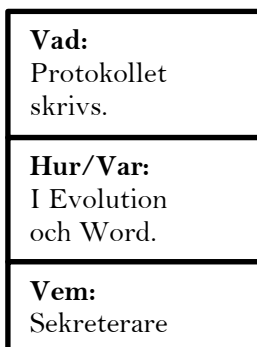 Vad:
Protokollet
skrivs.
Hur/Var:
I Evolution
och Word.
Vem:
Sekreterare